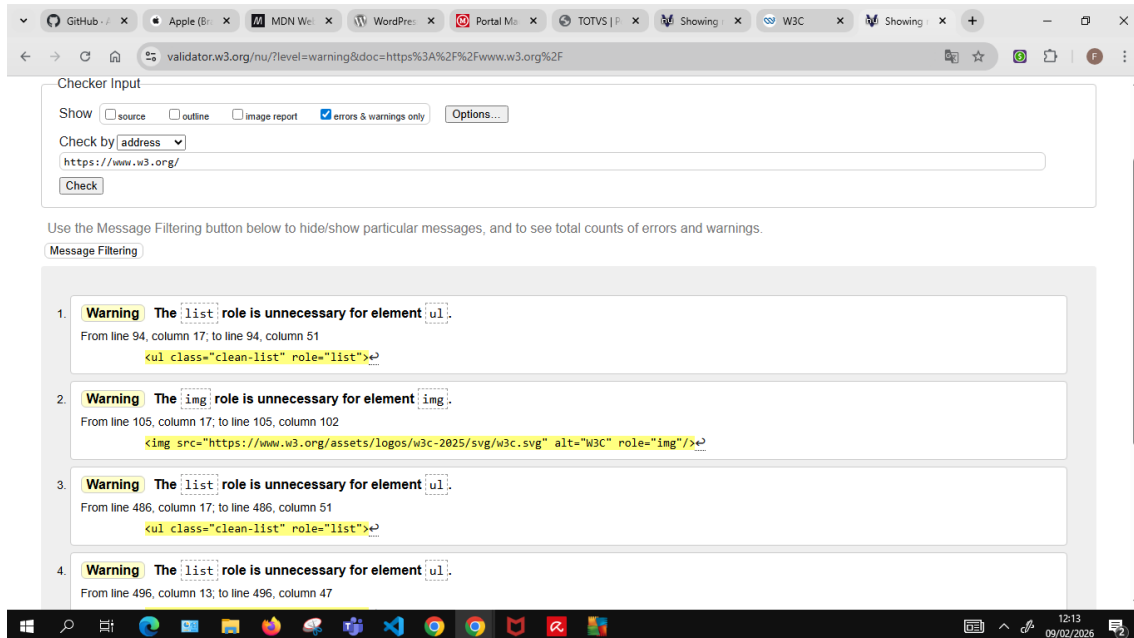 GitHub - A
Apple (Bra
MDN We
WordPres
Portal Ma
TOTVS | P
Showing
W3C
Showing
validator.w3.org/nu/?level=warning&doc=https%3A%2F%2Fwww.w3.org%2F
F
Checker Input
Show source outline image report errors & warnings only Options...
Check by address
https://www.w3.org/
Check
Use the Message Filtering button below to hide/show particular messages, and to see total counts of errors and warnings.
Message Filtering
1. Warning The list role is unnecessary for element ul.
From line 94, column 17; to line 94, column 51
<ul class="clean-list" role="list">↩
2. Warning The img role is unnecessary for element img.
From line 105, column 17; to line 105, column 102
<img src="https://www.w3.org/assets/logos/w3c-2025/svg/w3c.svg" alt="W3C" role="img"/>↩
3. Warning The list role is unnecessary for element ul.
From line 486, column 17; to line 486, column 51
<ul class="clean-list" role="list">↩
4. Warning The list role is unnecessary for element ul.
From line 496, column 13; to line 496, column 47
12:13
09/02/2026
2